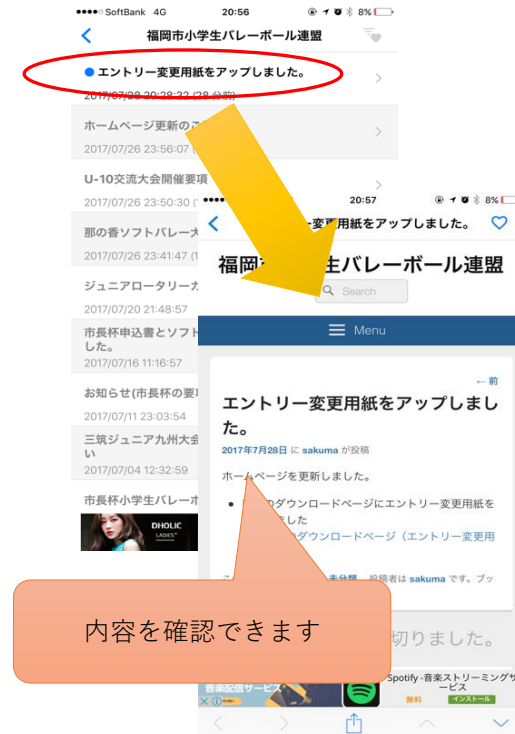 SoftBank 4G 20:56 8%
福岡市小学生バレーボール連盟
エントリー変更用紙をアップしました。
2017/07/28 20:28:32 (28 分前)
ホームページ更新のご
2017/07/26 23:56:07
U-10交流大会開催要項
2017/07/26 23:50:30
那の香ソフトバレー大
2017/07/26 23:41:47
ジュニアロータリーカ
2017/07/20 21:48:57
市長杯申込書とソフト
した。
2017/07/16 11:16:57
お知らせ(市長杯の要
2017/07/11 23:03:54
三筑ジュニア九州大会
い
2017/07/04 12:32:59
市長杯小学生バレーボ
DHOLIC
LADIES'
20:57 8%
変更用紙をアップしました。
福岡 生バレーボール連盟
Search
Menu
←前
エントリー変更用紙をアップしまし
た。
2017年7月28日 に sakuma が投稿
ホームページを更新しました。
のダウンロードページにエントリー変更用紙を
した
ダウンロードページ（エントリー変更用
未分類 投稿者は sakuma です。ブッ
切りました。
内容を確認できます
音楽配信サービス
Spotify -音楽ストリーミングサ
ービス
無料 インストール